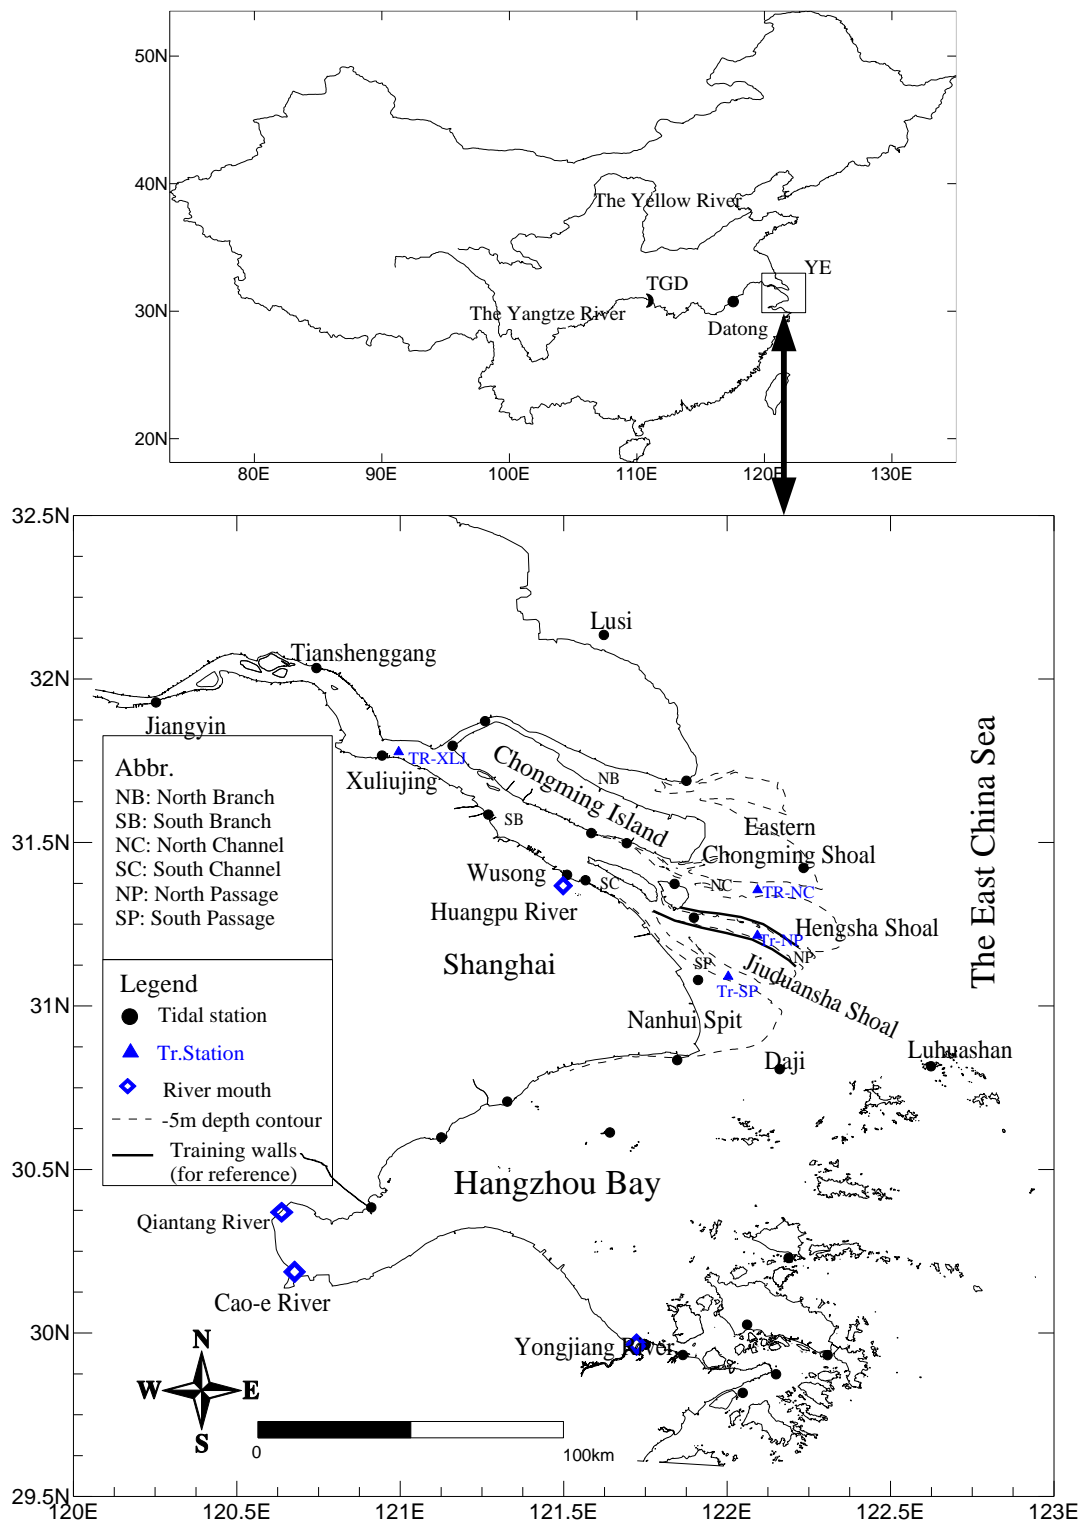 50N
40N
30N
20N
The Yellow River
TGD
YE
The Yangtze River
Datong
80E
90E
100E
110E
120E
130E
32.5N
32N
31.5N
31N
30.5N
30N
29.5N
Lusi
Tianshenggang
Jiangyin
TR-XLJ
Xuliujing
Chongming Island
NB
SB
Eastern
Chongming Shoal
Wusong
SC
NC
TR-NC
Huangpu River
Hengsha Shoal
Tr-NP
NP
Shanghai
SP
Tr-SP
Jiuduansha Shoal
The East China Sea
Nanhui Spit
Daji
Luhuashan
Abbr.
NB: North Branch
SB: South Branch
NC: North Channel
SC: South Channel
NP: North Passage
SP: South Passage
Legend
Tidal station
Tr.Station
River mouth
-5m depth contour
Training walls
(for reference)
Hangzhou Bay
Qiantang River
Cao-e River
Yongjiang River
N
W E
S
0 100km
120E
120.5E
121E
121.5E
122E
122.5E
123E